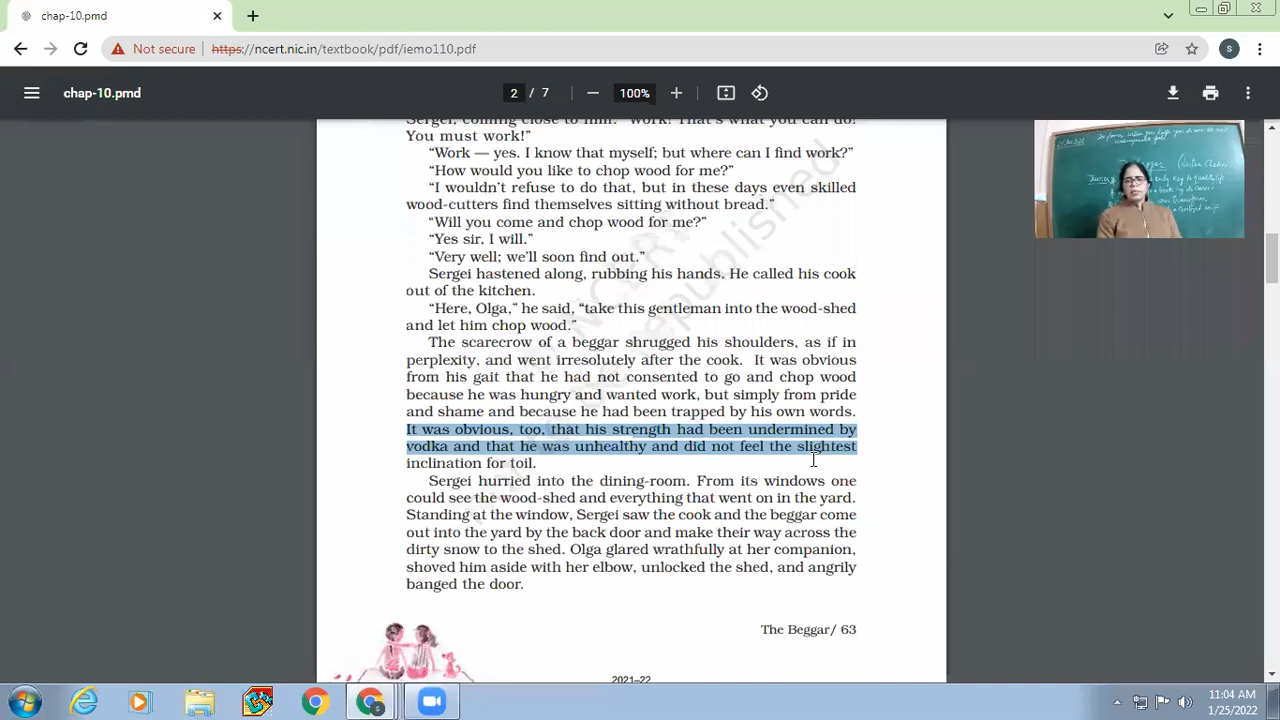 chap-10.pmd
Not secure
https://ncert.nic.in/textbook/pdf/iemo110.pdf
s
chap-10.pmd
2 / 7
100%
Sergei, coming close to him. "Work! That's what you can do!
You must work!"
"Work — yes. I know that myself; but where can I find work?"
"How would you like to chop wood for me?"
"I wouldn't refuse to do that, but in these days even skilled
wood-cutters find themselves sitting without bread."
"Will you come and chop wood for me?"
"Yes sir, I will."
"Very well; we'll soon find out."
Sergei hastened along, rubbing his hands. He called his cook
out of the kitchen.
"Here, Olga," he said, "take this gentleman into the wood-shed
and let him chop wood."
The scarecrow of a beggar shrugged his shoulders, as if in
perplexity, and went irresolutely after the cook. It was obvious
from his gait that he had not consented to go and chop wood
because he was hungry and wanted work, but simply from pride
and shame and because he had been trapped by his own words.
It was obvious, too, that his strength had been undermined by
vodka and that he was unhealthy and did not feel the slightest
inclination for toil.
Sergei hurried into the dining-room. From its windows one
could see the wood-shed and everything that went on in the yard.
Standing at the window, Sergei saw the cook and the beggar come
out into the yard by the back door and make their way across the
dirty snow to the shed. Olga glared wrathfully at her companion,
shoved him aside with her elbow, unlocked the shed, and angrily
banged the door.
The Beggar/ 63
2021–22
11:04 AM
1/25/2022